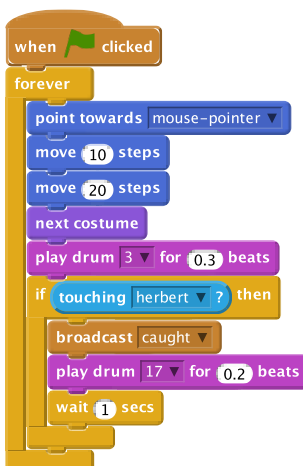 when clicked
forever
point towards mouse-pointer
move 10 steps
move 20 steps
next costume
play drum 3 for 0.3 beats
if touching herbert ? then
broadcast caught
play drum 17 for 0.2 beats
wait 1 secs